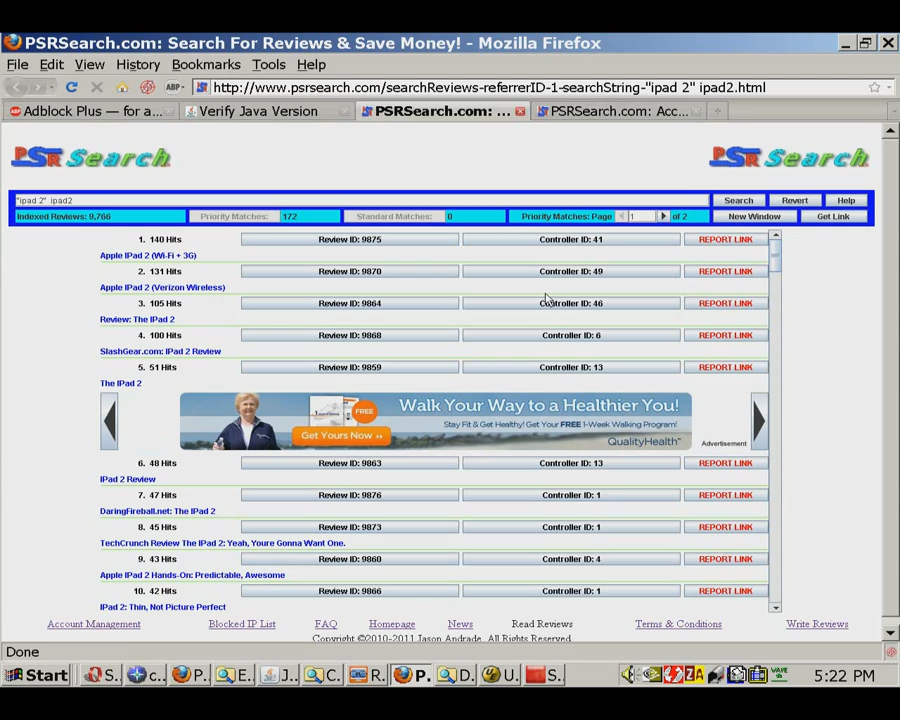 PSRSearch.com: Search For Reviews & Save Money! - Mozilla Firefox
File Edit View History Bookmarks Tools Help
ABP http://www.psrsearch.com/searchReviews-referrerID-1-searchString-"ipad 2" ipad2.html
Adblock Plus — for a... Verify Java Version PSRSearch.com: ... PSRSearch.com: Acc...
PSR Search PSR Search
"ipad 2" ipad2 Search Revert Help
Indexed Reviews: 9,766 Priority Matches: 172 Standard Matches: 0 Priority Matches: Page 1 of 2 New Window Get Link
1. 140 Hits Review ID: 9875 Controller ID: 41 REPORT LINK
Apple IPad 2 (Wi-Fi + 3G)
2. 131 Hits Review ID: 9870 Controller ID: 49 REPORT LINK
Apple IPad 2 (Verizon Wireless)
3. 105 Hits Review ID: 9864 Controller ID: 46 REPORT LINK
Review: The IPad 2
4. 100 Hits Review ID: 9868 Controller ID: 6 REPORT LINK
SlashGear.com: IPad 2 Review
5. 51 Hits Review ID: 9859 Controller ID: 13 REPORT LINK
The IPad 2
FREE Walk Your Way to a Healthier You!
Stay Fit & Get Healthy! Get Your FREE 1-Week Walking Program!
Get Yours Now ›› QualityHealth™ Advertisement
6. 48 Hits Review ID: 9863 Controller ID: 13 REPORT LINK
IPad 2 Review
7. 47 Hits Review ID: 9876 Controller ID: 1 REPORT LINK
DaringFireball.net: The IPad 2
8. 45 Hits Review ID: 9873 Controller ID: 1 REPORT LINK
TechCrunch Review The IPad 2: Yeah, Youre Gonna Want One.
9. 43 Hits Review ID: 9860 Controller ID: 4 REPORT LINK
Apple IPad 2 Hands-On: Predictable, Awesome
10. 42 Hits Review ID: 9866 Controller ID: 1 REPORT LINK
IPad 2: Thin, Not Picture Perfect
Account Management Blocked IP List FAQ Homepage News Read Reviews Terms & Conditions Write Reviews
Copyright ©2010-2011 Jason Andrade. All Rights Reserved.
Done
Start S. c... P. E.. J.. C. R. P. D. U. S. ZA 5:22 PM